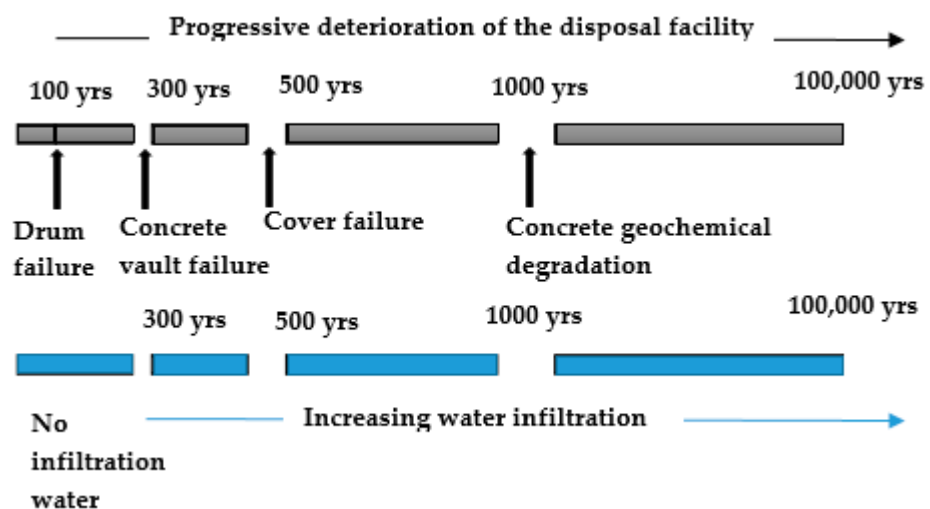 Progressive deterioration of the disposal facility
100 yrs 300 yrs 500 yrs 1000 yrs 100,000 yrs
Drum
failure
Concrete
vault failure
Cover failure
Concrete geochemical
degradation
300 yrs 500 yrs 1000 yrs 100,000 yrs
No
infiltration
water
Increasing water infiltration